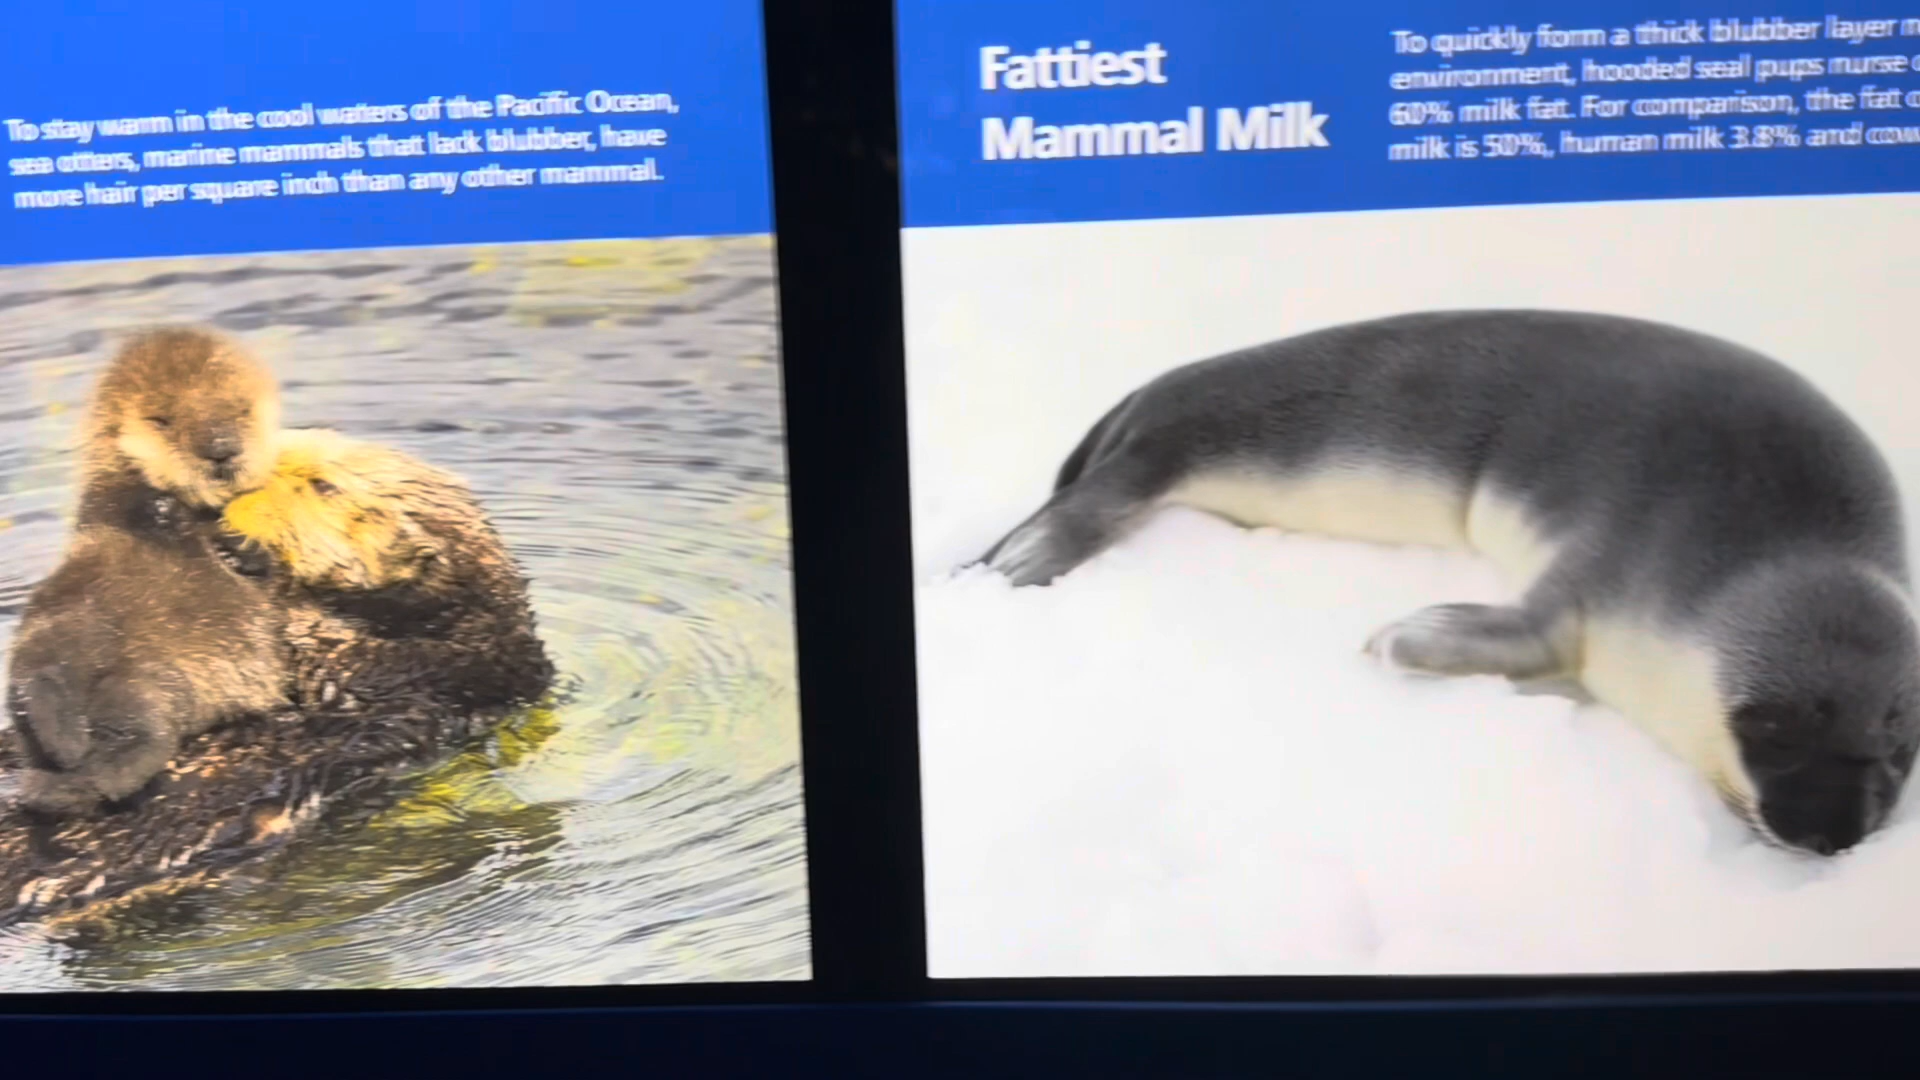 To stay warm in the cool waters of the Pacific Ocean,
sea otters, marine mammals that lack blubber, have
more hair per square inch than any other mammal.
Fattiest
Mammal Milk
To quickly form a thick blubber layer
environment, hooded seal pups nurse
60% milk fat. For comparison, the fat
milk is 50%, human milk 3.8% and cow